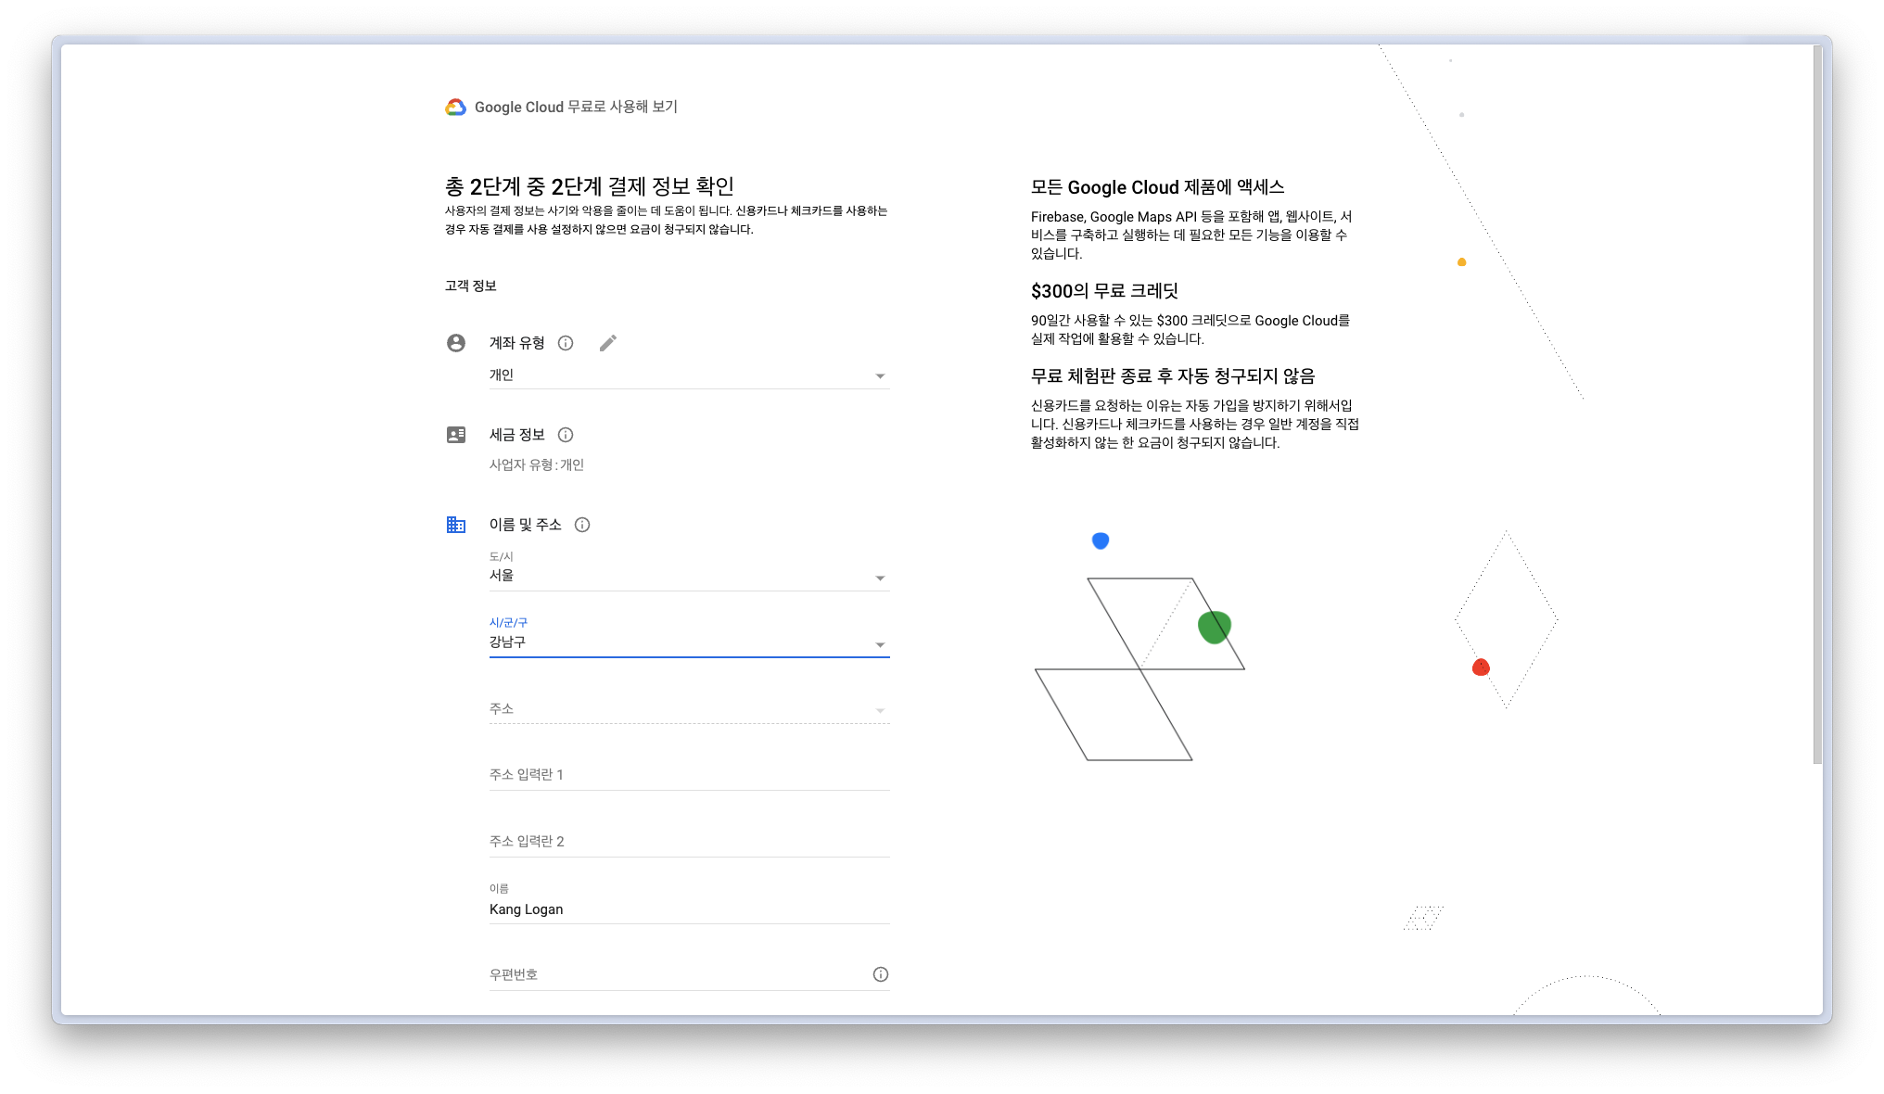 Google Cloud 무료로 사용해 보기
총 2단계 중 2단계 결제 정보 확인
사용자의 결제 정보는 사기와 악용을 줄이는 데 도움이 됩니다. 신용카드나 체크카드를 사용하는
경우 자동 결제를 사용 설정하지 않으면 요금이 청구되지 않습니다.
고객 정보
계좌 유형
개인
세금 정보
사업자 유형: 개인
이름 및 주소
도/시
서울
시/군/구
강남구
주소
주소 입력란 1
주소 입력란 2
이름
Kang Logan
우편번호
모든 Google Cloud 제품에 액세스
Firebase, Google Maps API 등을 포함해 앱, 웹사이트, 서
비스를 구축하고 실행하는 데 필요한 모든 기능을 이용할 수
있습니다.
$300의 무료 크레딧
90일간 사용할 수 있는 $300 크레딧으로 Google Cloud를
실제 작업에 활용할 수 있습니다.
무료 체험판 종료 후 자동 청구되지 않음
신용카드를 요청하는 이유는 자동 가입을 방지하기 위해서입
니다. 신용카드나 체크카드를 사용하는 경우 일반 계정을 직접
활성화하지 않는 한 요금이 청구되지 않습니다.